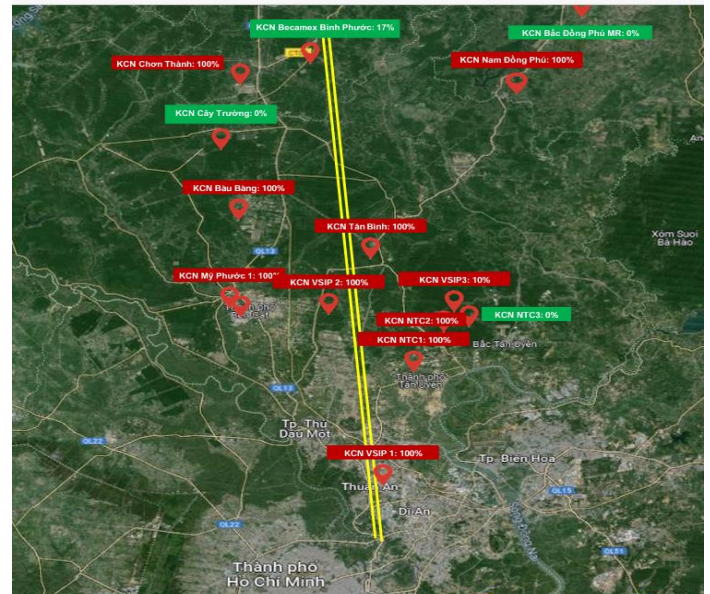 KCN Becamex Bình Phước: 17%
KCN Bắc Đồng Phú MR: 0%
KCN Chơn Thành: 100%
KCN Nam Đồng Phú: 100%
KCN Cây Trường: 0%
KCN Bàu Bàng: 100%
KCN Tân Bình: 100%
Xóm Suối
Bà Hào
QL13
KCN Mỹ Phước 1: 100%
KCN VSIP 2: 100%
KCN VSIP3: 10%
KCN NTC3: 0%
KCN NTC2: 100%
KCN NTC1: 100%
Bắc Tân Uyên
Thành phố
Tân Uyên
QL13
Tp. Thủ
Dầu Một
QL22
KCN VSIP 1: 100%
Tp. Biên Hòa
Thuận An
QL15
Dĩ An
QL22
QL51
Thành phố
Hồ Chí Minh